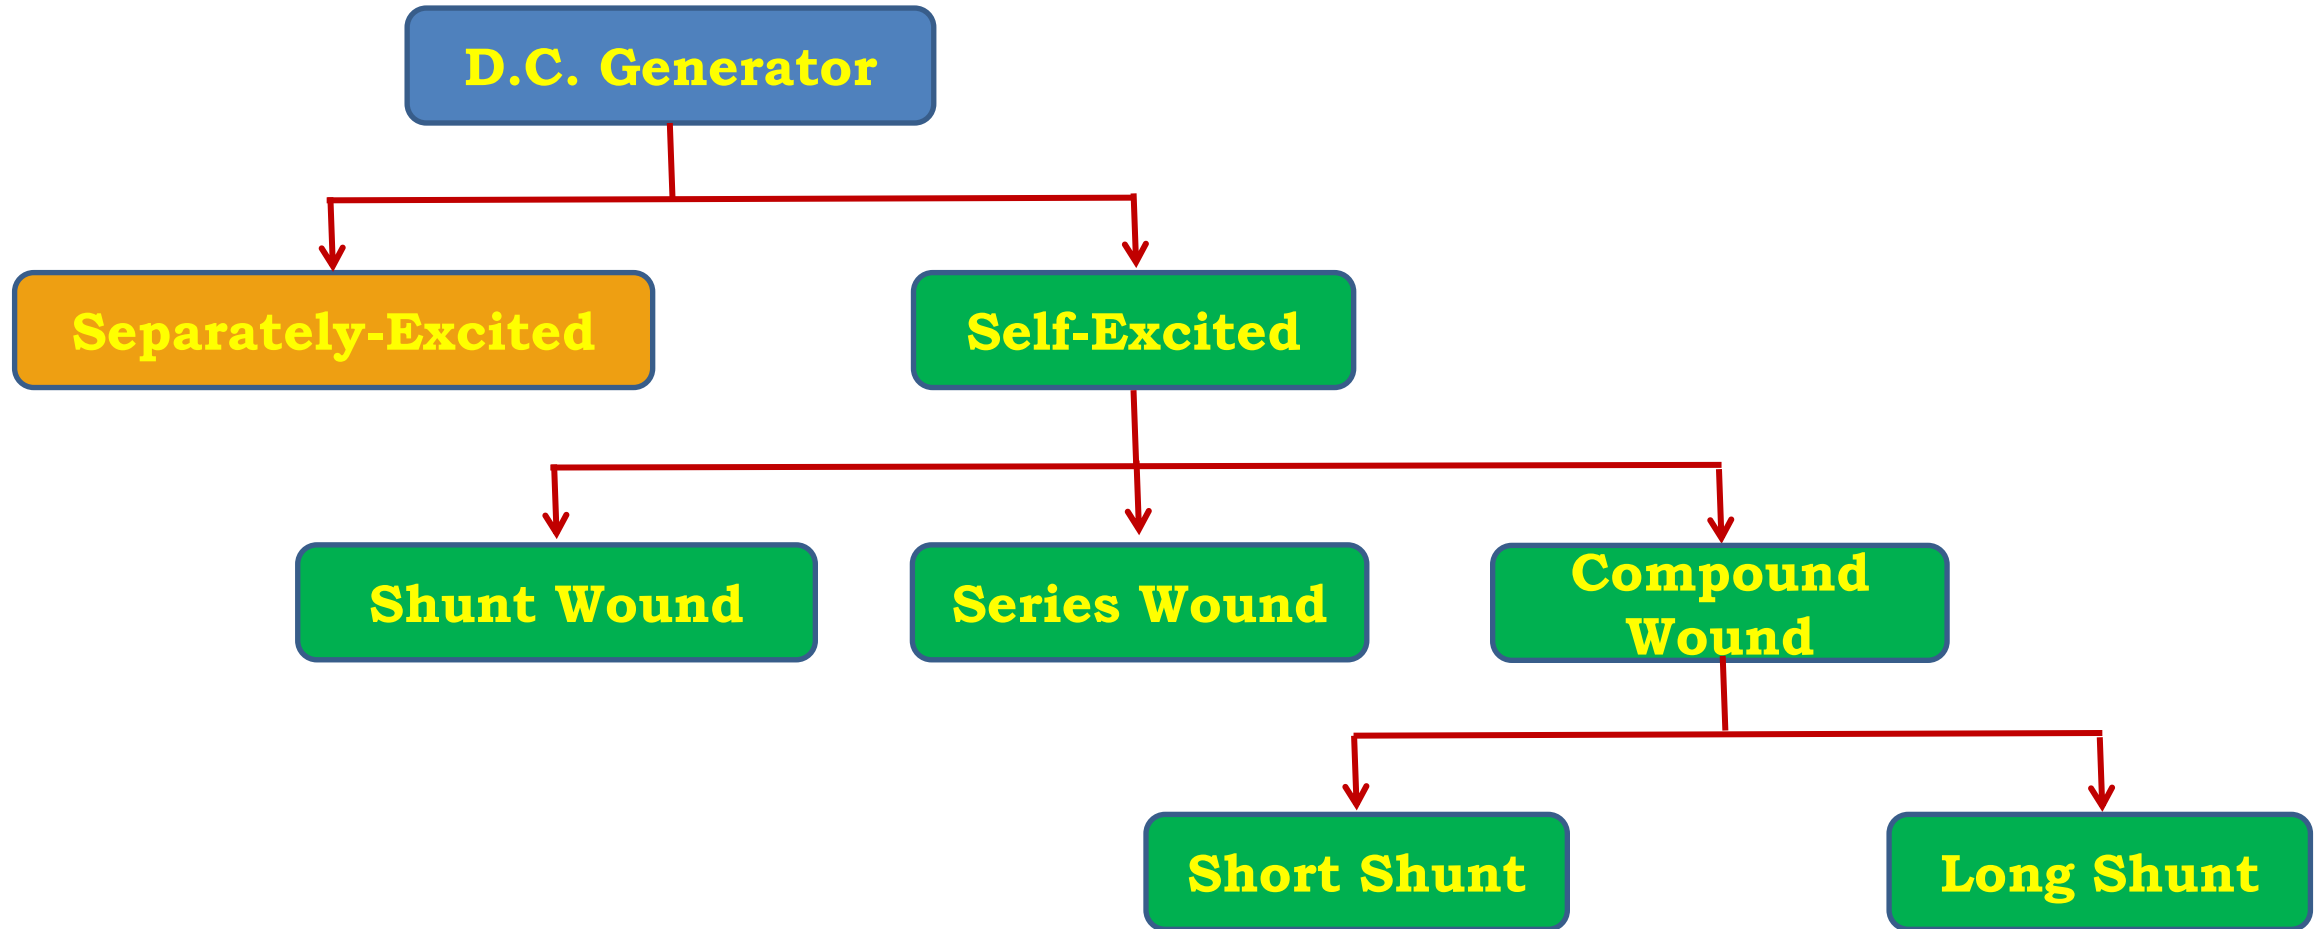 D.C. Generator
Separately-Excited
Self-Excited
Shunt Wound
Series Wound
Compound
Wound
Short Shunt
Long Shunt